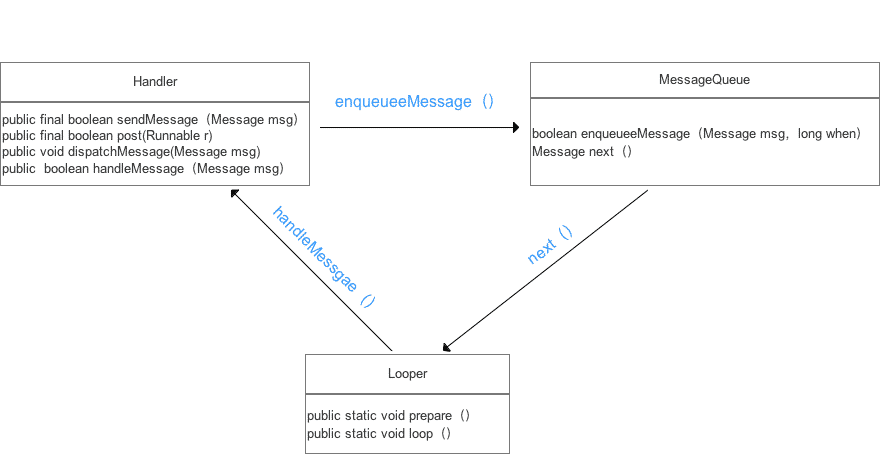 Handler
public final boolean sendMessage（Message msg）
public final boolean post(Runnable r)
public void dispatchMessage(Message msg)
public  boolean handleMessage（Message msg）
enqueueeMessage（）
MessageQueue
boolean enqueueeMessage（Message msg，long when）
Message next（）
handleMessgae（）
next（）
Looper
public static void prepare（）
public static void loop（）